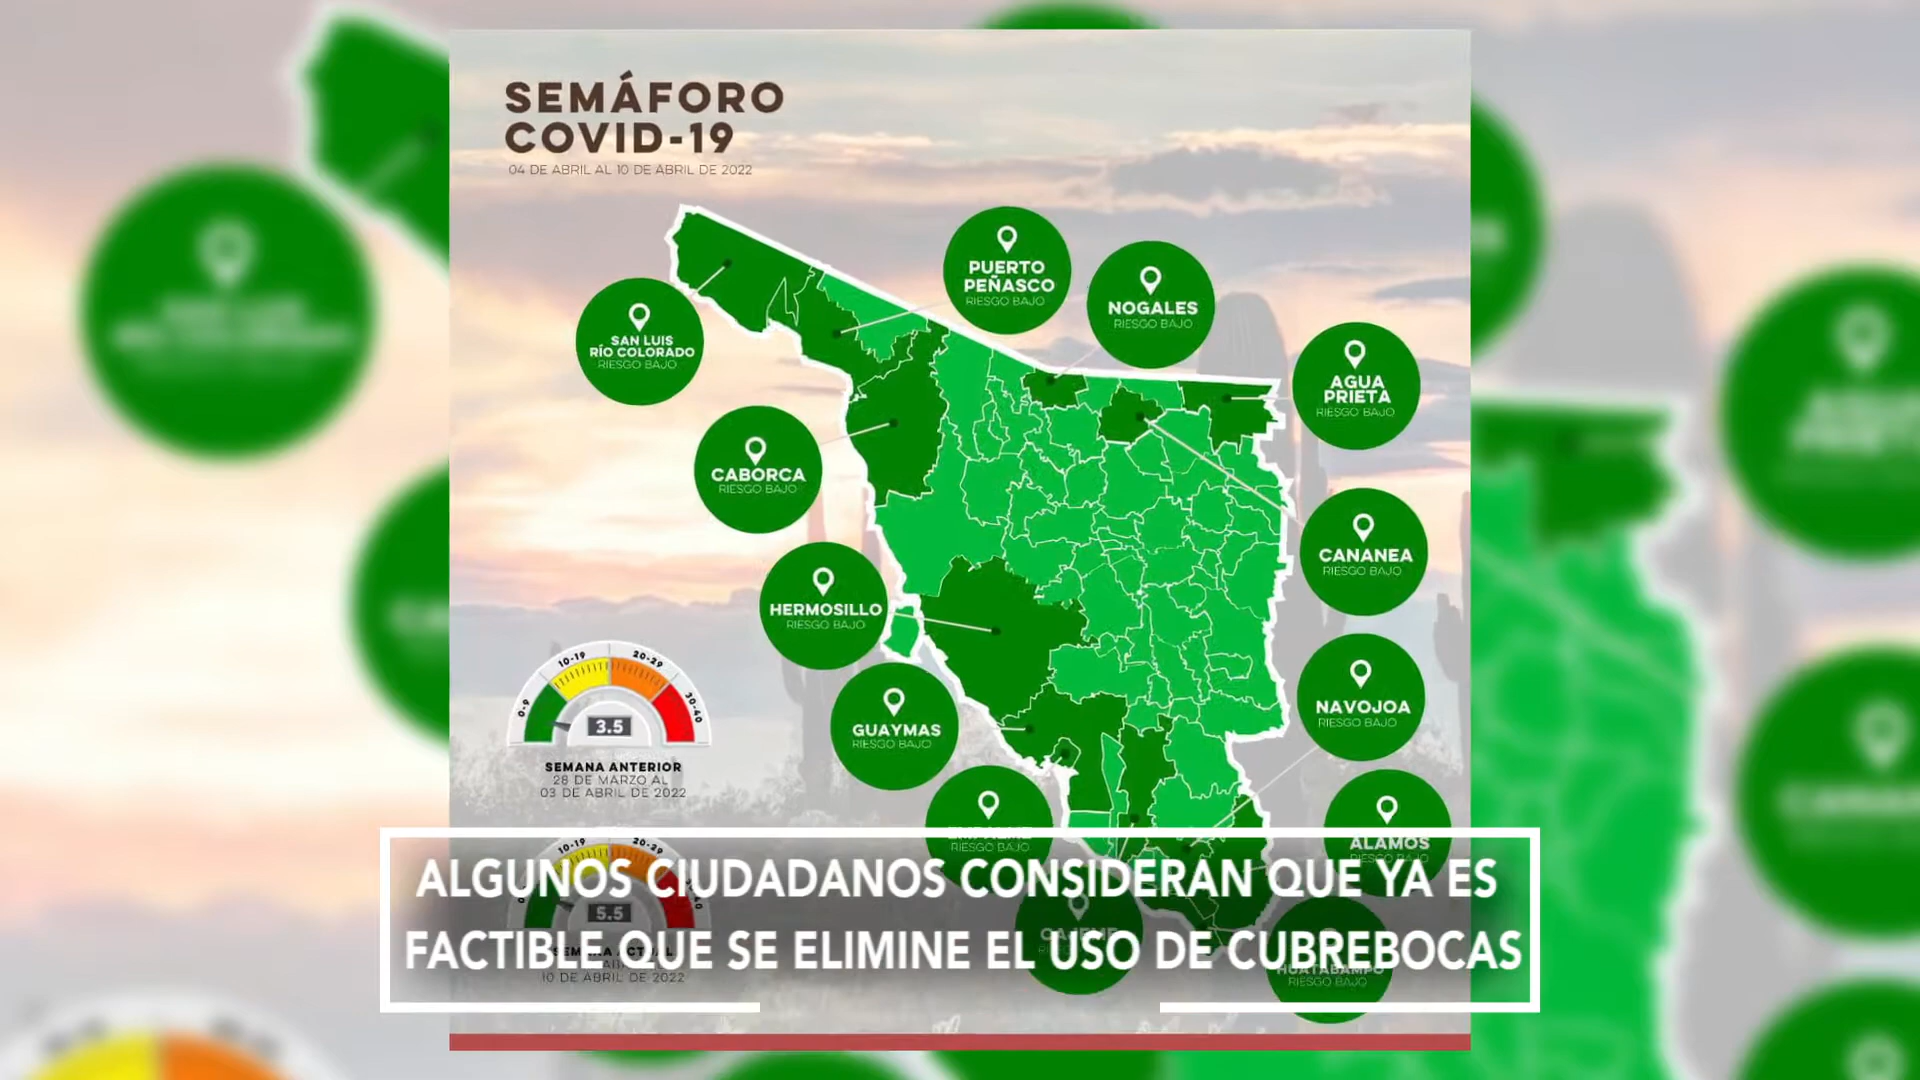 SEMÁFORO
COVID-19
04 DE ABRIL AL 10 DE ABRIL DE 2022
PUERTO
PEÑASCO
RIESGO BAJO
NOGALES
RIESGO BAJO
SAN LUIS
RÍO COLORADO
RIESGO BAJO
AGUA
PRIETA
RIESGO BAJO
CABORCA
RIESGO BAJO
CANANEA
RIESGO BAJO
HERMOSILLO
RIESGO BAJO
NAVOJOA
RIESGO BAJO
GUAYMAS
RIESGO BAJO
0-9
10-19
20-29
30-40
3.5
SEMANA ANTERIOR
28 DE MARZO AL
03 DE ABRIL DE 2022
EMPALME
RIESGO BAJO
ALAMOS
RIESGO BAJO
10-19
20-29
5.5
ALGUNOS CIUDADANOS CONSIDERAN QUE YA ES
FACTIBLE QUE SE ELIMINE EL USO DE CUBREBOCAS
10 DE ABRIL DE 2022
HUATABAMPO
RIESGO BAJO